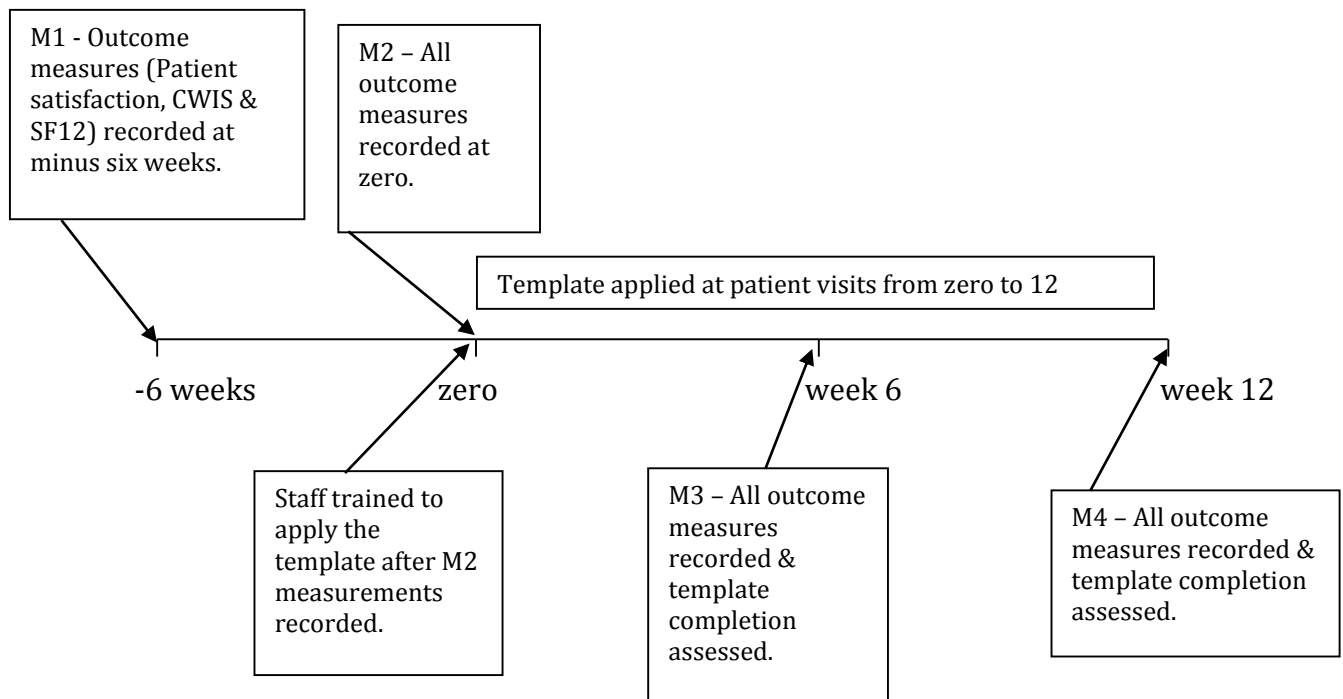 M1 - Outcome
measures (Patient
satisfaction, CWIS &
SF12) recorded at
minus six weeks.
M2 – All
outcome
measures
recorded at
zero.
Template applied at patient visits from zero to 12
-6 weeks
zero
week 6
week 12
Staff trained to
apply the
template after M2
measurements
recorded.
M3 – All outcome
measures
recorded &
template
completion
assessed.
M4 – All outcome
measures recorded &
template completion
assessed.